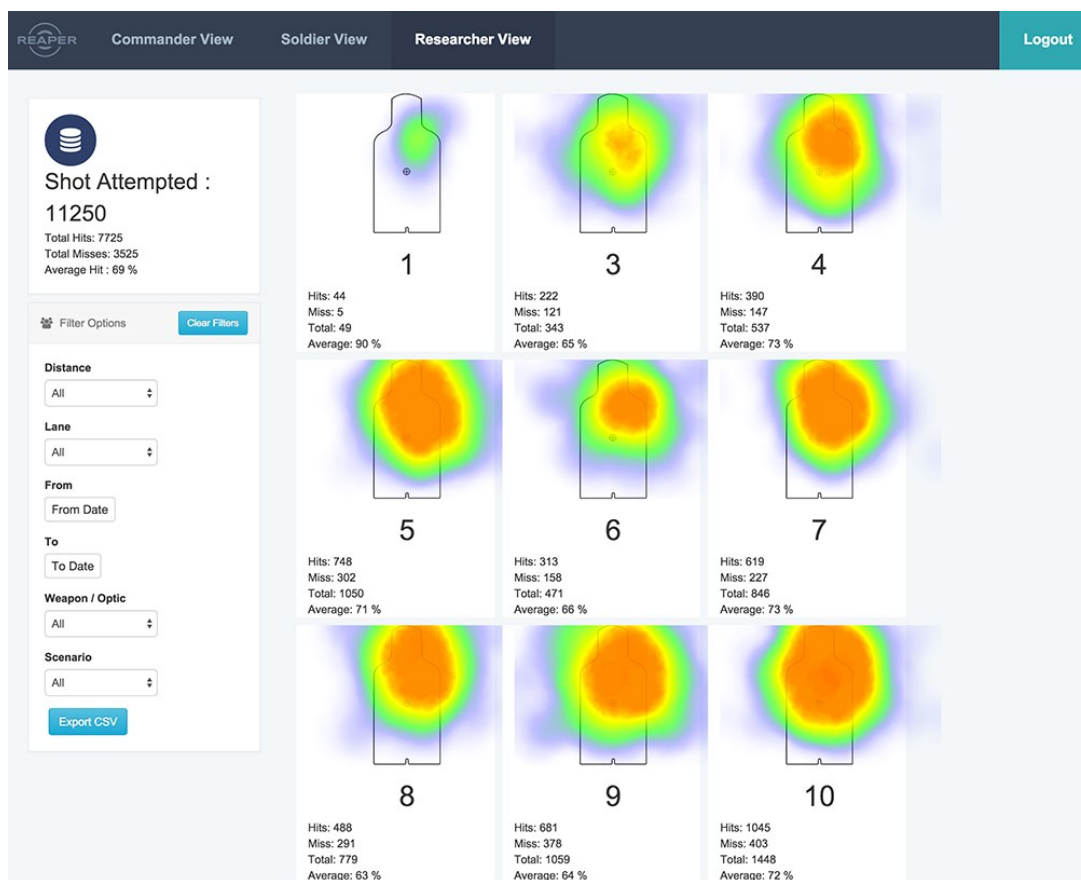 REAPER Commander View Soldier View Researcher View Logout
Shot Attempted :
11250
Total Hits: 7725
Total Misses: 3525
Average Hit : 69 %
Filter Options Clear Filters
Distance
All
Lane
All
From
From Date
To
To Date
Weapon / Optic
All
Scenario
All
Export CSV
1 3 4
Hits: 44 Hits: 222 Hits: 390
Miss: 5 Miss: 121 Miss: 147
Total: 49 Total: 343 Total: 537
Average: 90 % Average: 65 % Average: 73 %
5 6 7
Hits: 748 Hits: 313 Hits: 619
Miss: 302 Miss: 158 Miss: 227
Total: 1050 Total: 471 Total: 846
Average: 71 % Average: 66 % Average: 73 %
8 9 10
Hits: 488 Hits: 681 Hits: 1045
Miss: 291 Miss: 378 Miss: 403
Total: 779 Total: 1059 Total: 1448
Average: 63 % Average: 64 % Average: 72 %